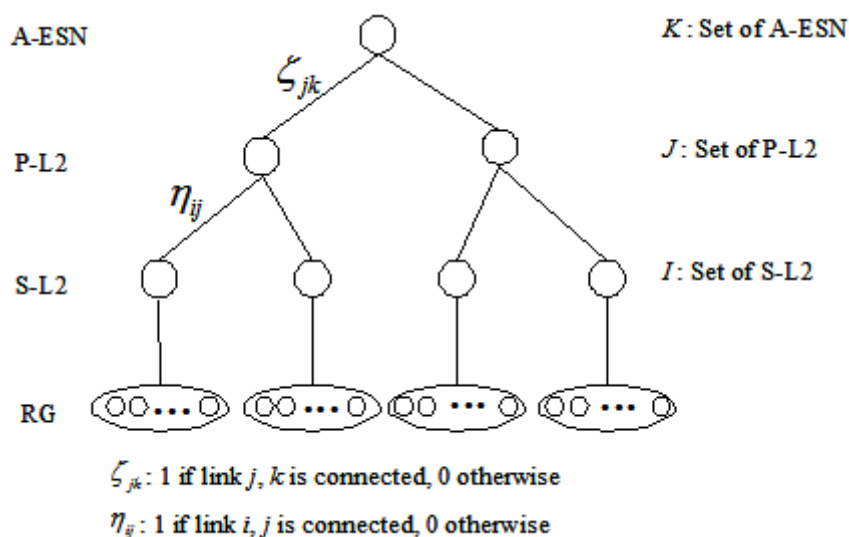 A-ESN
K : Set of A-ESN
ζjk
P-L2
J : Set of P-L2
ηij
S-L2
I : Set of S-L2
RG
•••
•••
•••
•••
ζjk : 1 if link j, k is connected, 0 otherwise
ηij : 1 if link i, j is connected, 0 otherwise